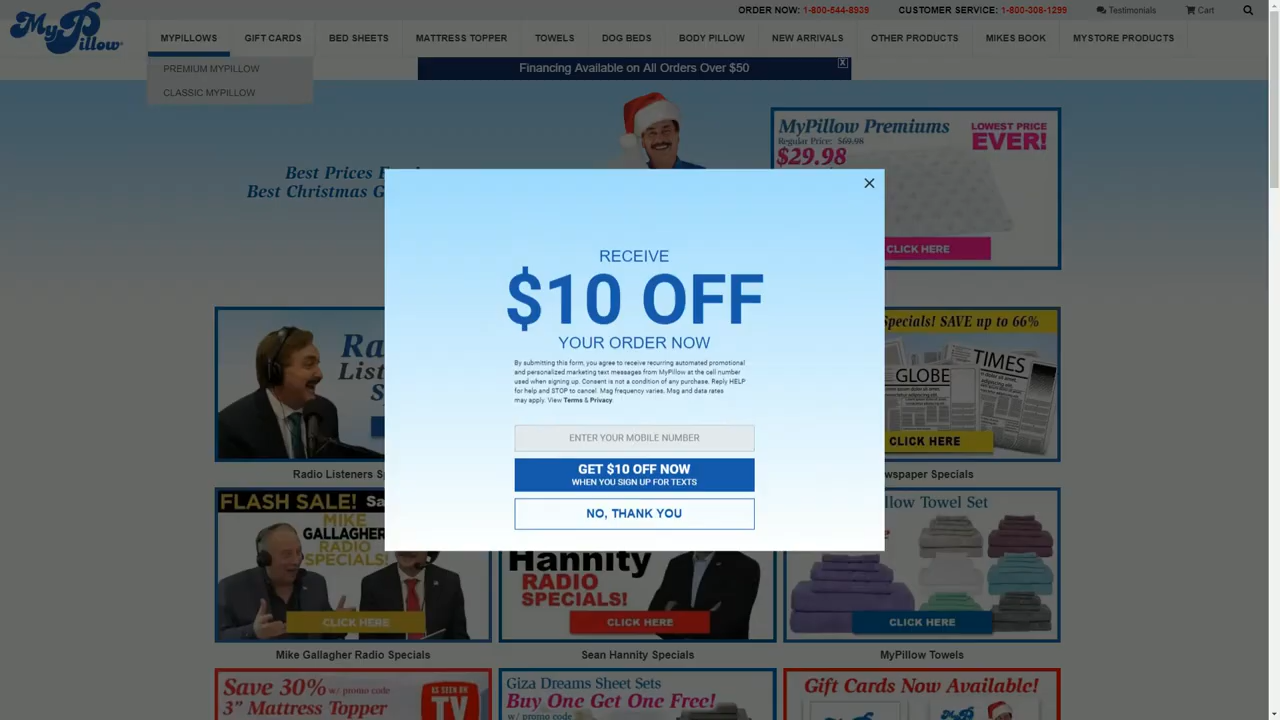 ORDER NOW: 1-800-544-8939
CUSTOMER SERVICE: 1-800-308-1299
Testimonials
Cart
MyPillow®
MYPILLOWS
GIFT CARDS
BED SHEETS
MATTRESS TOPPER
TOWELS
DOG BEDS
BODY PILLOW
NEW ARRIVALS
OTHER PRODUCTS
MIKES BOOK
MYSTORE PRODUCTS
PREMIUM MYPILLOW
CLASSIC MYPILLOW
Financing Available on All Orders Over $50
X
Best Prices
Best Christmas
MyPillow Premiums
Regular Price: $69.98
$29.98
LOWEST PRICE
EVER!
CLICK HERE
RECEIVE
$10 OFF
YOUR ORDER NOW
By submitting this form, you agree to receive recurring automated promotional
and personalized marketing text messages from MyPillow at the cell number
used when signing up. Consent is not a condition of any purchase. Reply HELP
for help and STOP to cancel. Msg frequency varies. Msg and data rates
may apply. View Terms & Privacy
ENTER YOUR MOBILE NUMBER
GET $10 OFF NOW
WHEN YOU SIGN UP FOR TEXTS
NO, THANK YOU
Ra
List
S
Radio Listeners S
pecials! SAVE up to 66%
GLOBE
TIMES
CLICK HERE
wspaper Specials
FLASH SALE! Sa
MIKE
GALLAGHER
RADIO
SPECIALS!
CLICK HERE
Mike Gallagher Radio Specials
Hannity
RADIO
SPECIALS!
CLICK HERE
Sean Hannity Specials
llow Towel Set
CLICK HERE
MyPillow Towels
Save 30% w/ promo code
3” Mattress Topper
AS SEEN ON
TV
Giza Dreams Sheet Sets
Buy One Get One Free!
w/ promo code
Gift Cards Now Available!
MyPillow